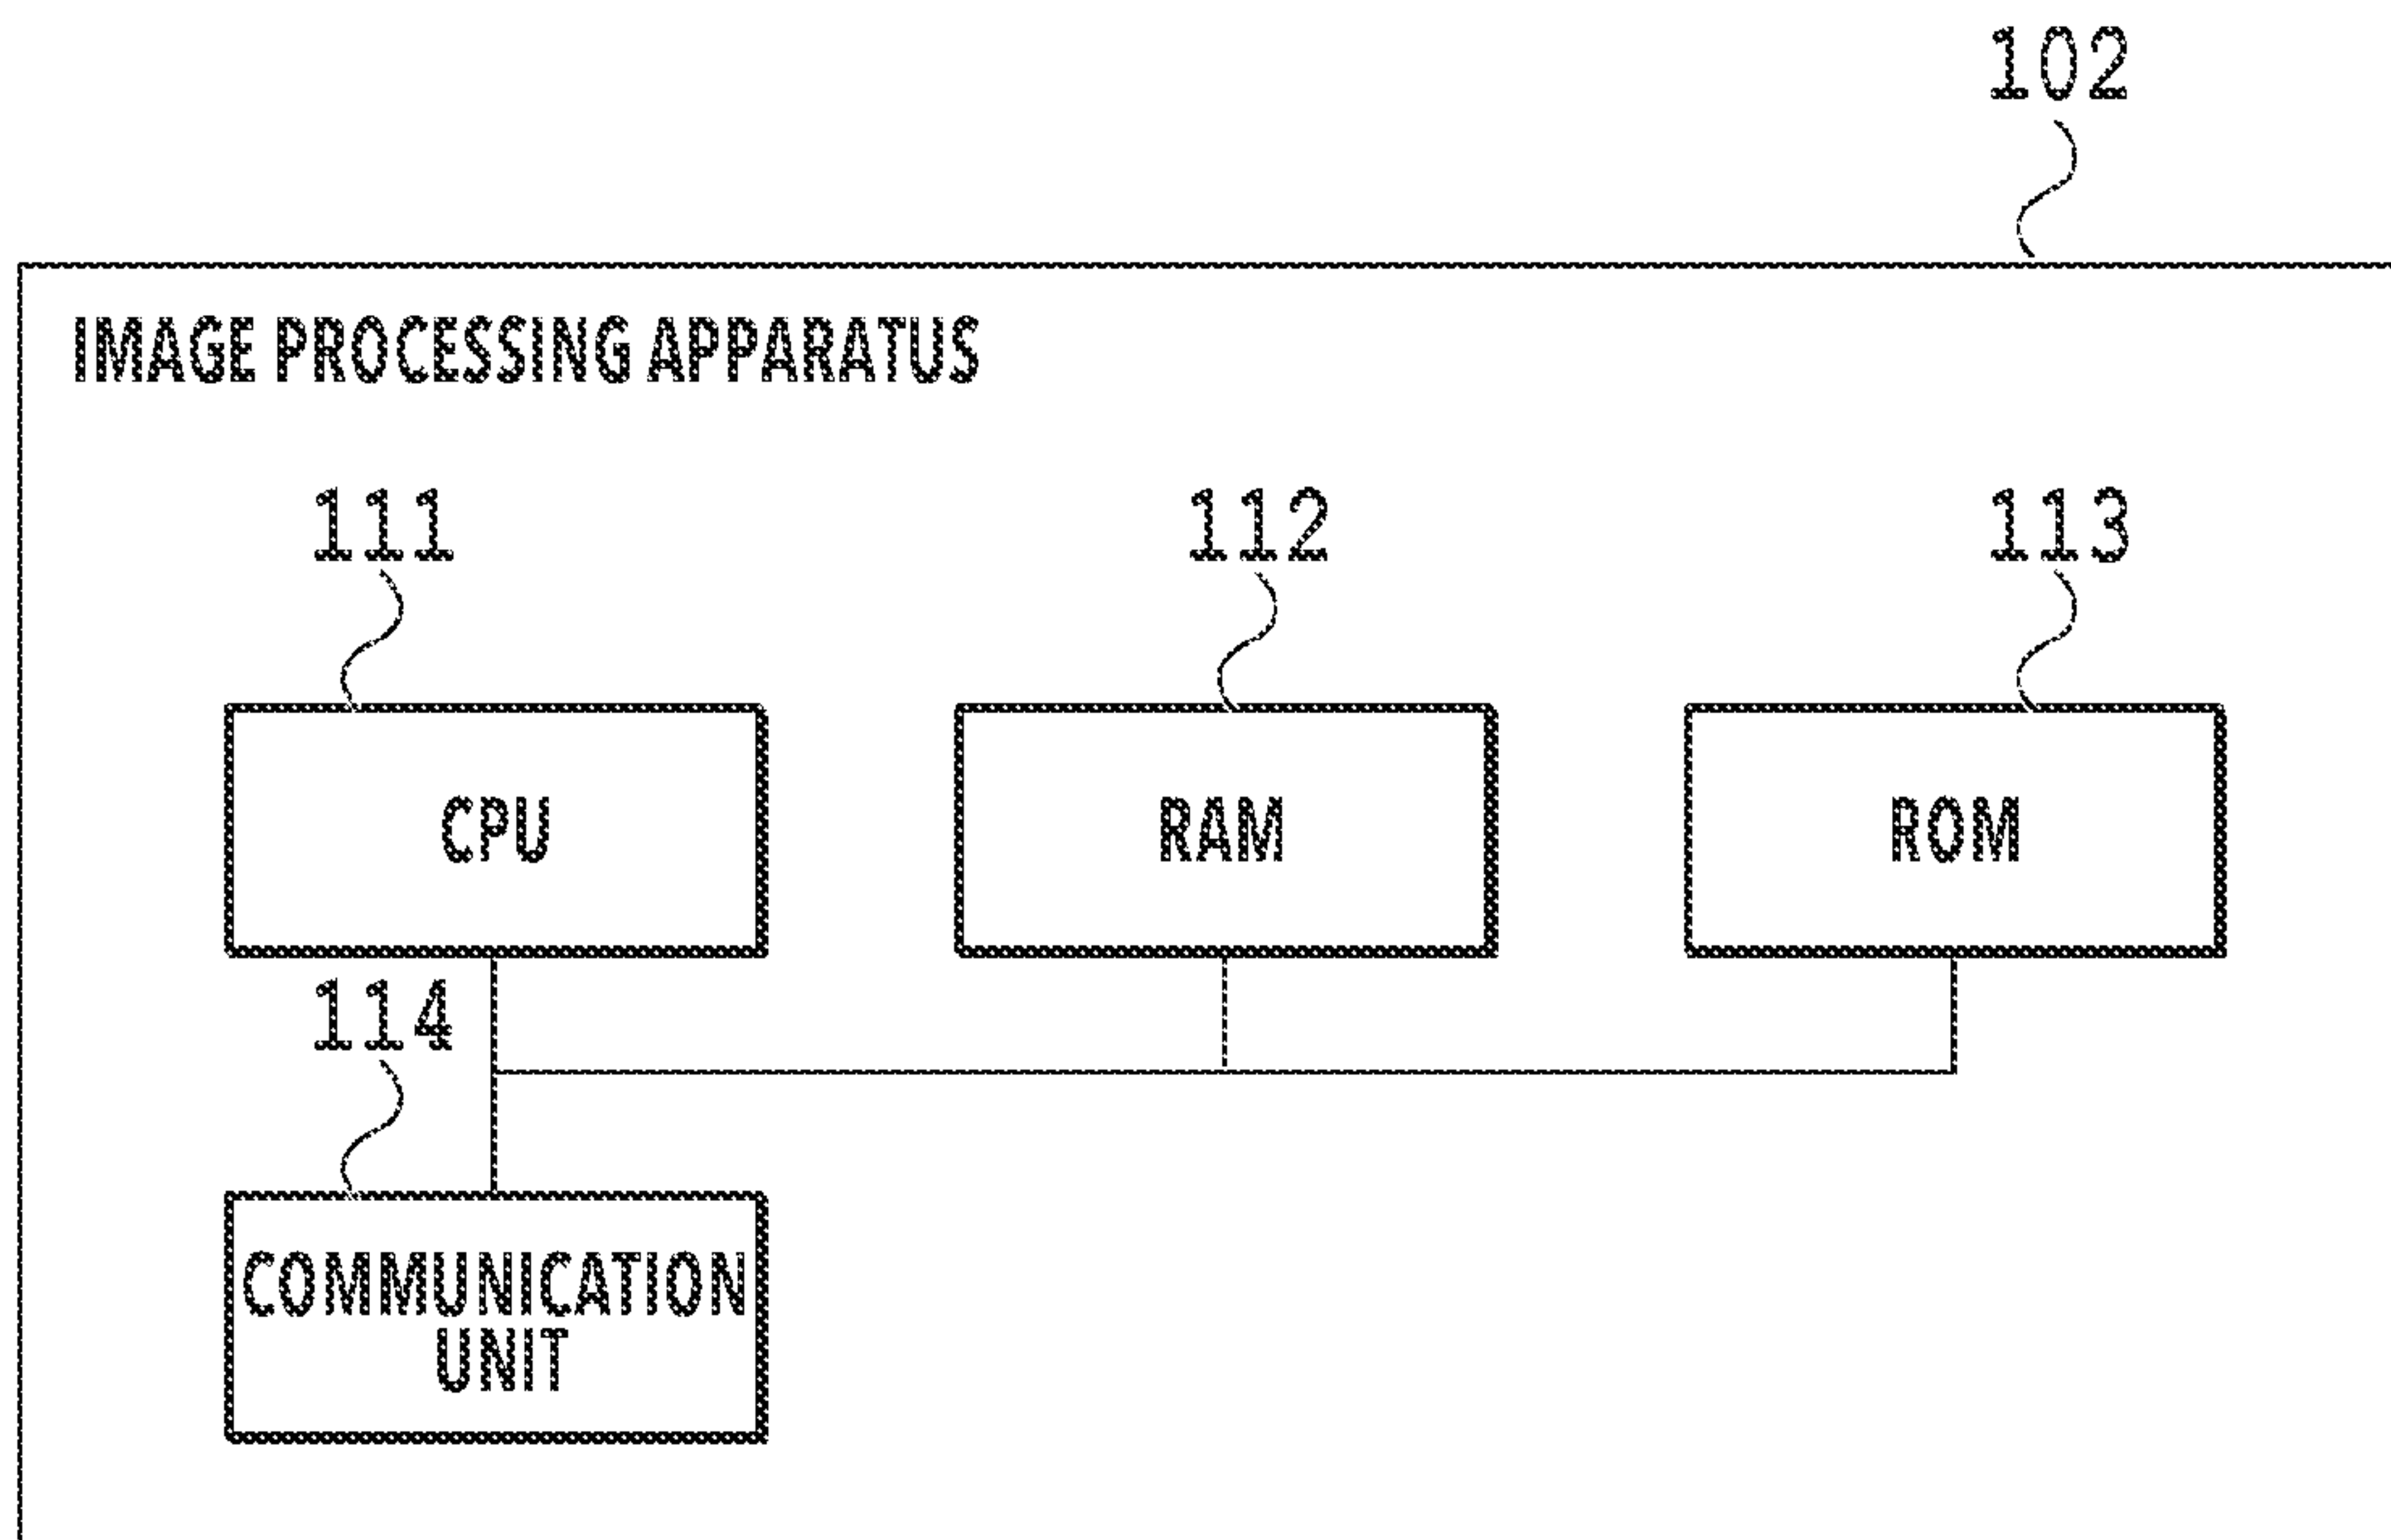 102
IMAGE PROCESSING APPARATUS
111
112
113
CPU
RAM
ROM
114
COMMUNICATION
UNIT